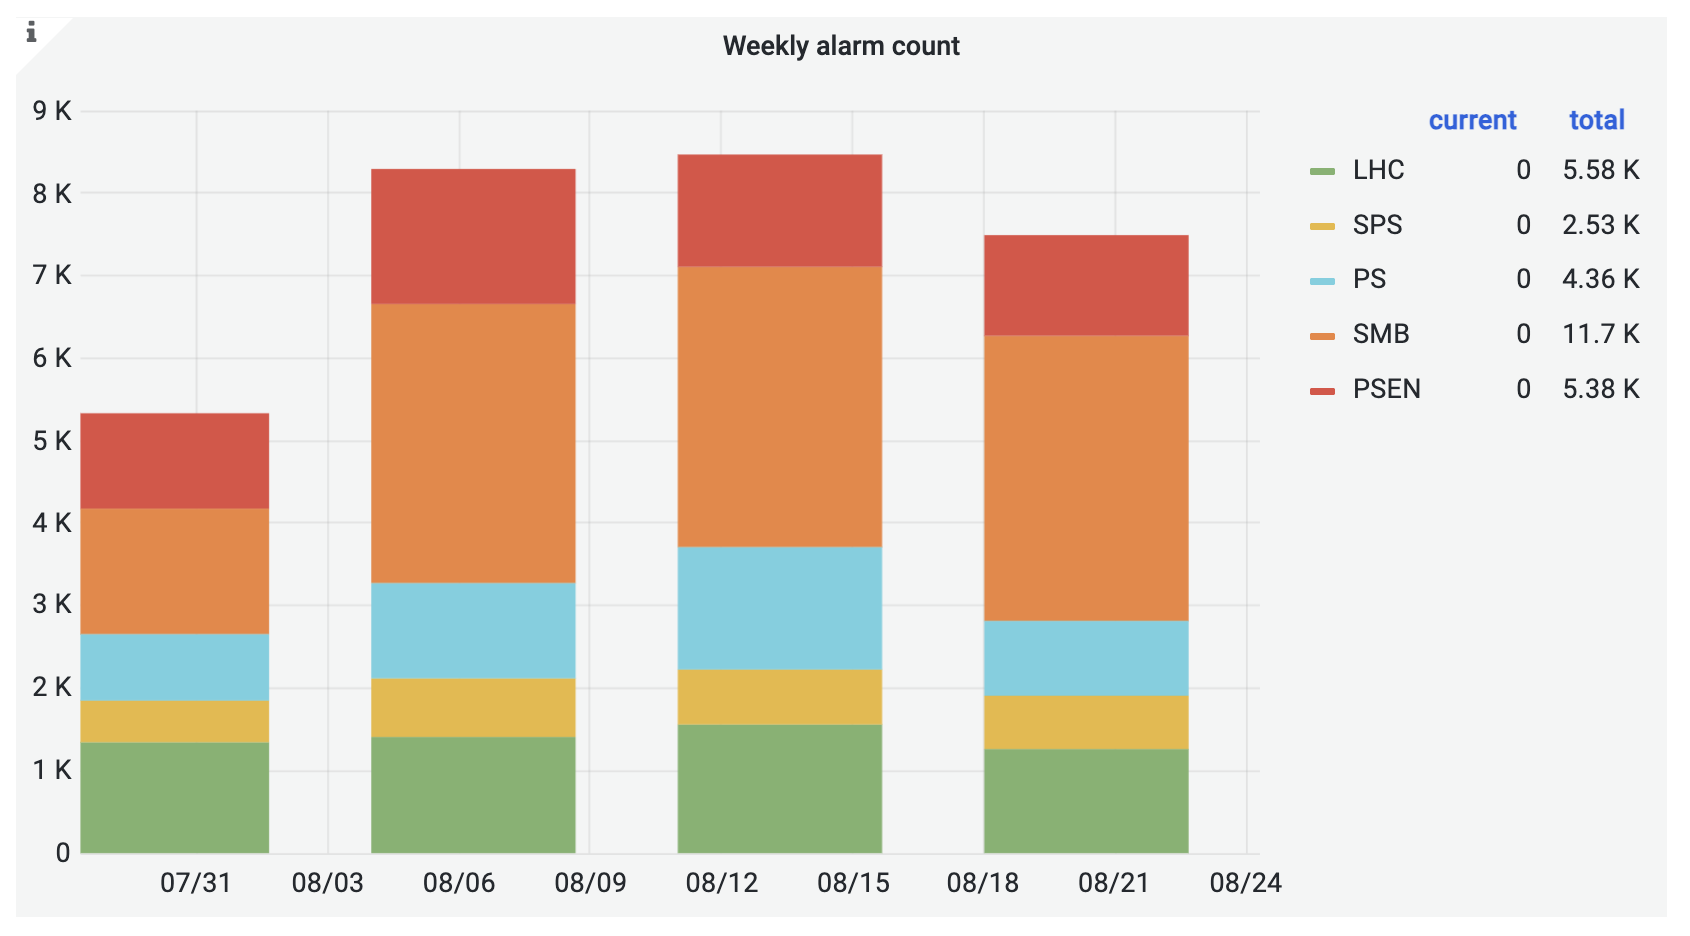 i
Weekly alarm count
9 K
8 K
7 K
6 K
5 K
4 K
3 K
2 K
1 K
0
07/31 08/03 08/06 08/09 08/12 08/15 08/18 08/21 08/24
current total
LHC 0 5.58 K
SPS 0 2.53 K
PS 0 4.36 K
SMB 0 11.7 K
PSEN 0 5.38 K